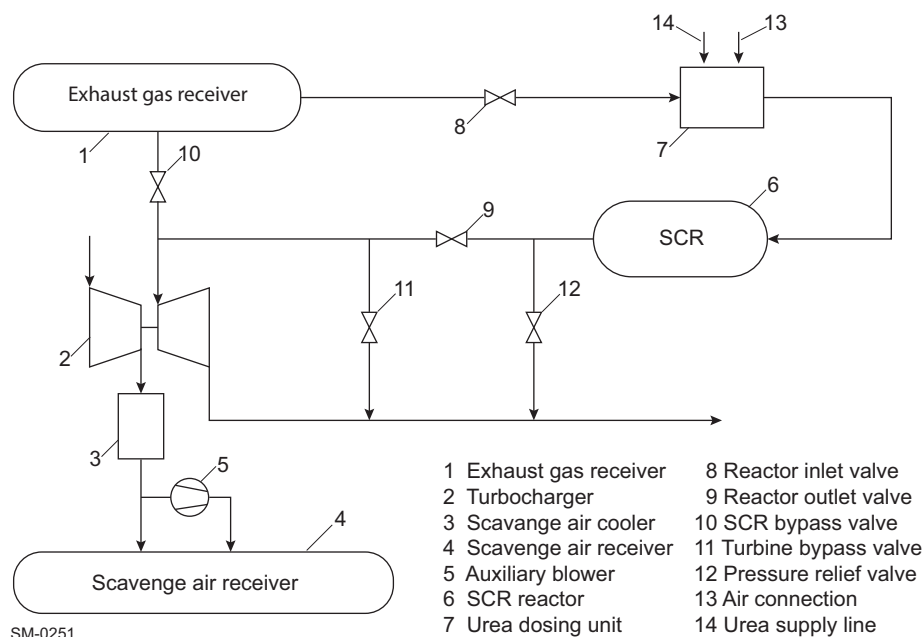 14
13
Exhaust gas receiver
8
7
1
10
6
9
SCR
11
12
2
3
5
4
Scavenge air receiver
1 Exhaust gas receiver
2 Turbocharger
3 Scavange air cooler
4 Scavenge air receiver
5 Auxiliary blower
6 SCR reactor
7 Urea dosing unit
8 Reactor inlet valve
9 Reactor outlet valve
10 SCR bypass valve
11 Turbine bypass valve
12 Pressure relief valve
13 Air connection
14 Urea supply line
SM-0251